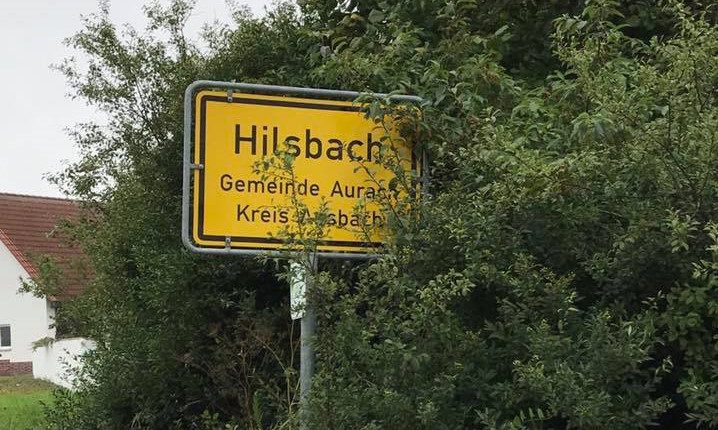 Hilsbach
Gemeinde Aurach
Kreis Ansbach